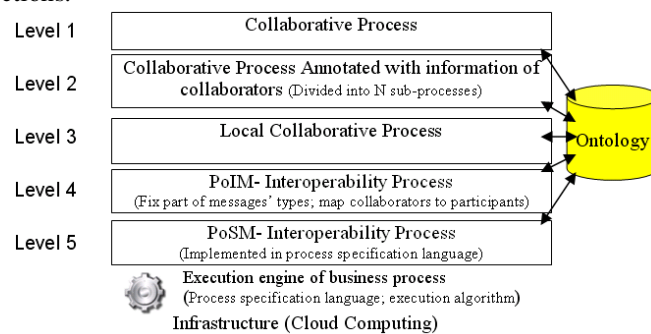 ctions.
Level 1
Collaborative Process
Level 2
Collaborative Process Annotated with information of
collaborators (Divided into N sub-processes)
Level 3
Local Collaborative Process
Ontology
Level 4
PoIM- Interoperability Process
(Fix part of messages' types; map collaborators to participants)
Level 5
PoSM- Interoperability Process
(Implemented in process specification language)
Execution engine of business process
(Process specification language; execution algorithm)
Infrastructure (Cloud Computing)